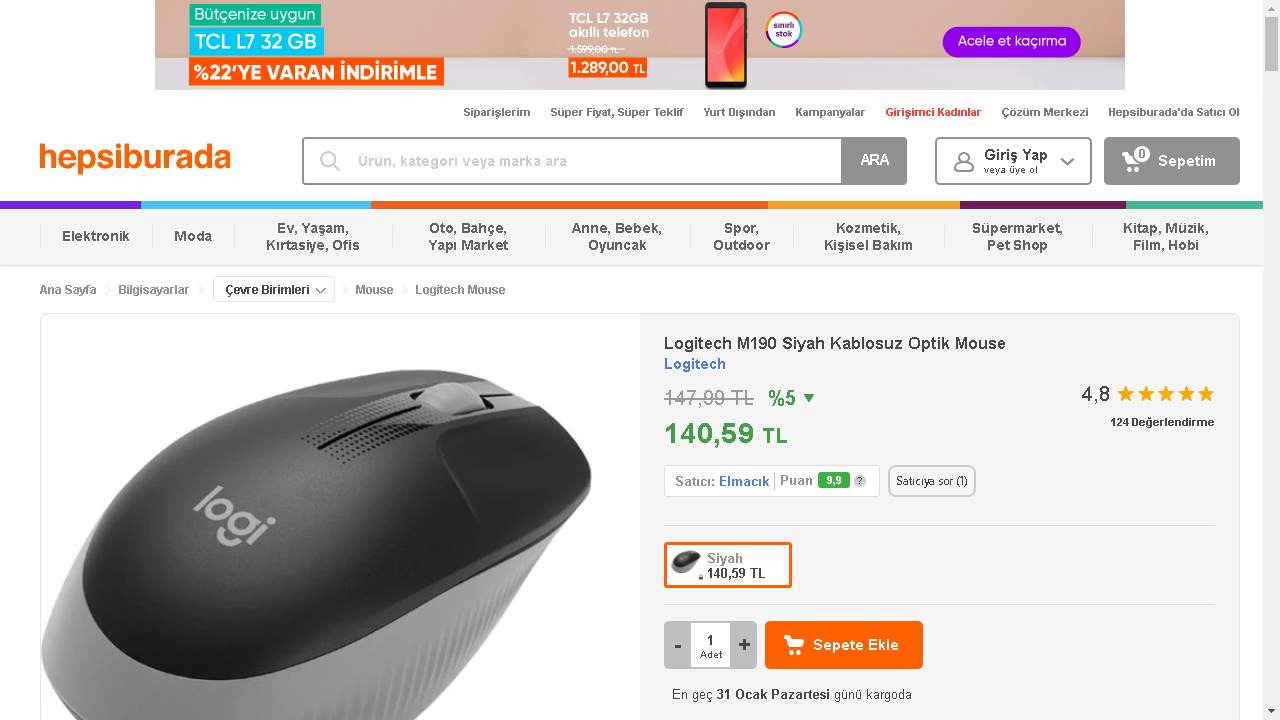 Bütçenize uygun
TCL L7 32 GB
%22'YE VARAN İNDİRİMLE
TCL L7 32GB
akıllı telefon
1.599,00 TL
1.289,00 TL
sınırlı
stok
Acele et kaçırma
Siparişlerim
Süper Fiyat, Süper Teklif
Yurt Dışından
Kampanyalar
Girişimci Kadınlar
Çözüm Merkezi
Hepsiburada'da Satıcı Ol
hepsiburada
Ürün, kategori veya marka ara
ARA
Giriş Yap
veya üye ol
0
Sepetim
Elektronik
Moda
Ev, Yaşam,
Kırtasiye, Ofis
Oto, Bahçe,
Yapı Market
Anne, Bebek,
Oyuncak
Spor,
Outdoor
Kozmetik,
Kişisel Bakım
Süpermarket,
Pet Shop
Kitap, Müzik,
Film, Hobi
Ana Sayfa
Bilgisayarlar
Çevre Birimleri
Mouse
Logitech Mouse
logi
Logitech M190 Siyah Kablosuz Optik Mouse
Logitech
147,99 TL %5
4,8
140,59 TL
124 Değerlendirme
Satıcı: Elmacık Puan 9,9 ?
Satıcıya sor (1)
Siyah
140,59 TL
- 1 +
Adet
Sepete Ekle
En geç 31 Ocak Pazartesi günü kargoda